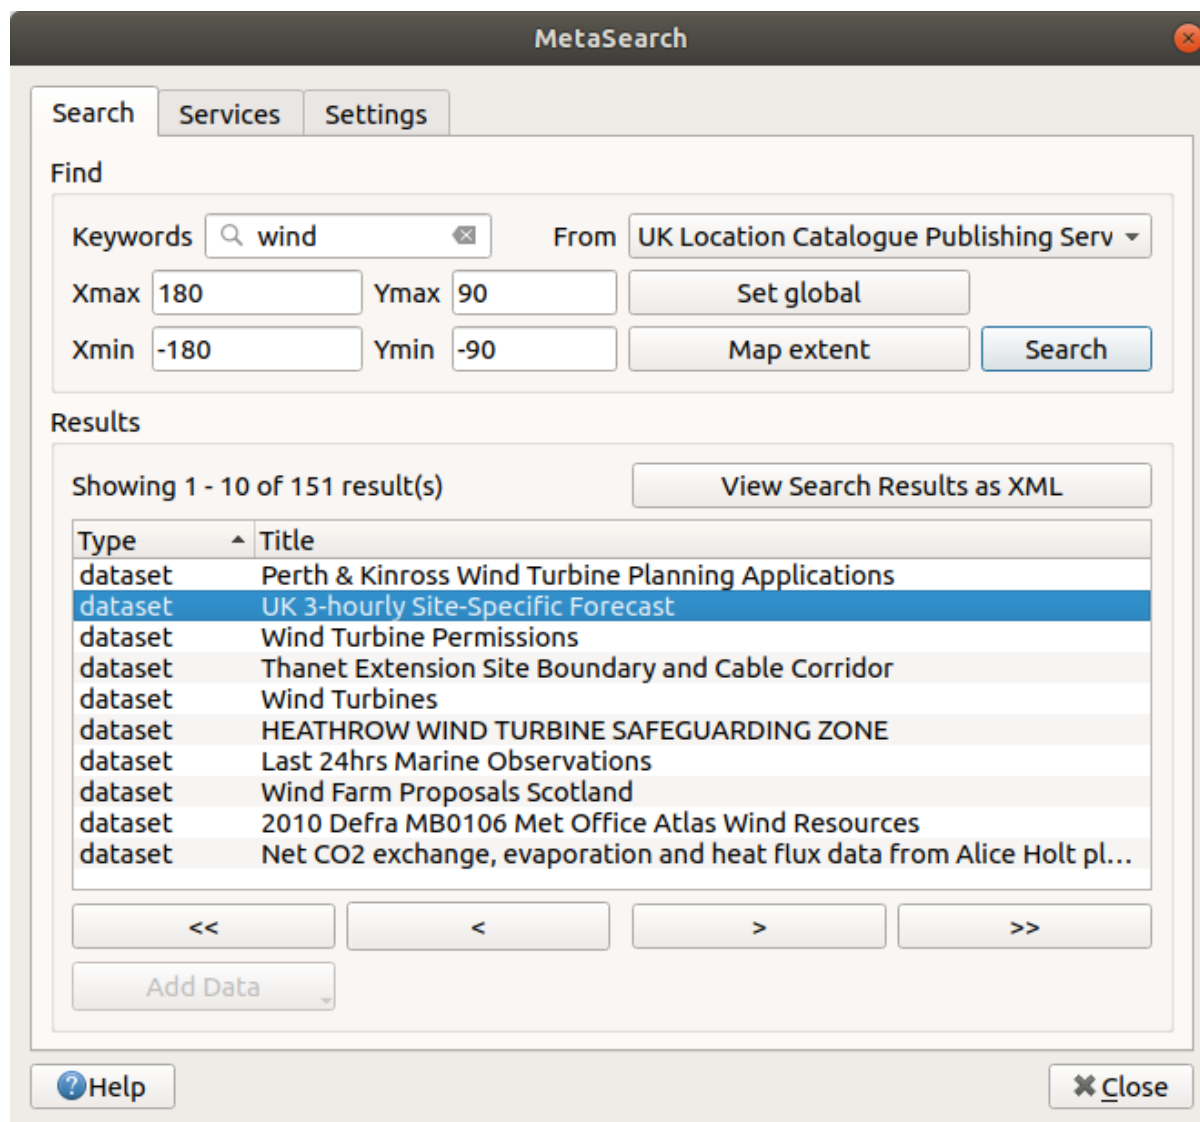 MetaSearch
Search Services Settings
Find
Keywords wind From UK Location Catalogue Publishing Serv
Xmax 180 Ymax 90 Set global
Xmin -180 Ymin -90 Map extent Search
Results
Showing 1 - 10 of 151 result(s) View Search Results as XML
Type Title
dataset Perth & Kinross Wind Turbine Planning Applications
dataset UK 3-hourly Site-Specific Forecast
dataset Wind Turbine Permissions
dataset Thanet Extension Site Boundary and Cable Corridor
dataset Wind Turbines
dataset HEATHROW WIND TURBINE SAFEGUARDING ZONE
dataset Last 24hrs Marine Observations
dataset Wind Farm Proposals Scotland
dataset 2010 Defra MB0106 Met Office Atlas Wind Resources
dataset Net CO2 exchange, evaporation and heat flux data from Alice Holt pl...
<< < > >>
Add Data
Help Close